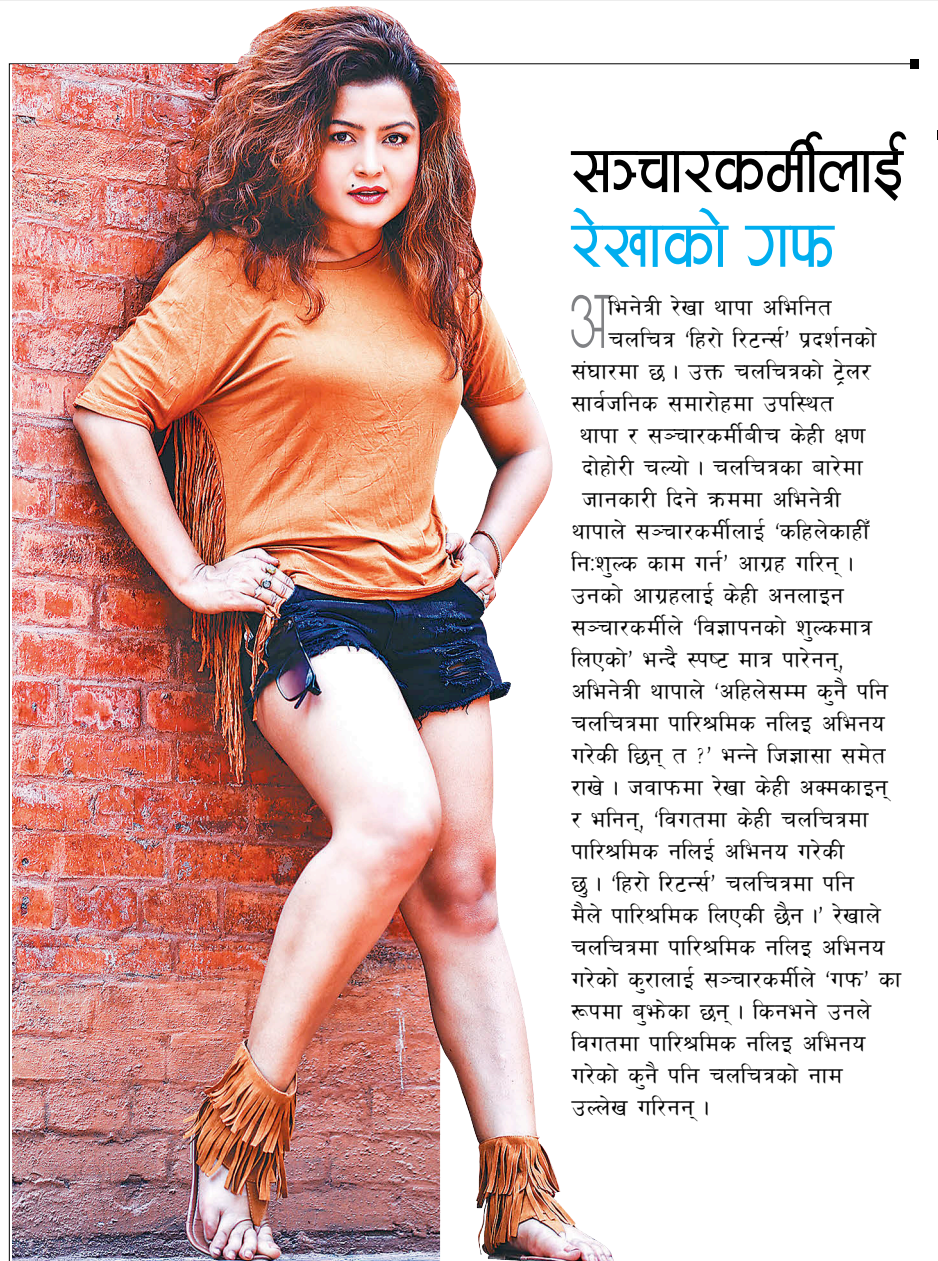 सञ्चारकर्मीलाई
रेखाको गफ
अभिनेत्री रेखा थापा अभिनित
चलचित्र ‘हिरो रिटर्न्स’ प्रदर्शनको
संघारमा छ । उक्त चलचित्रको ट्रेलर
सार्वजनिक समारोहमा उपस्थित
थापा र सञ्चारकर्मीबीच केही क्षण
दोहोरी चल्यो । चलचित्रका बारेमा
जानकारी दिने क्रममा अभिनेत्री
थापाले सञ्चारकर्मीलाई ‘कहिलेकाहीँ
निःशुल्क काम गर्न’ आग्रह गरिन् ।
उनको आग्रहलाई केही अनलाइन
सञ्चारकर्मीले ‘विज्ञापनको शुल्कमात्र
लिएको’ भन्दै स्पष्ट मात्र पारेनन्,
अभिनेत्री थापाले ‘अहिलेसम्म कुनै पनि
चलचित्रमा पारिश्रमिक नलिइ अभिनय
गरेकी छिन् त ?’ भन्ने जिज्ञासा समेत
राखे । जवाफमा रेखा केही अक्मकाइन्
र भनिन्, ‘विगतमा केही चलचित्रमा
पारिश्रमिक नलिई अभिनय गरेकी
छु । ‘हिरो रिटर्न्स’ चलचित्रमा पनि
मैले पारिश्रमिक लिएकी छैन ।’ रेखाले
चलचित्रमा पारिश्रमिक नलिइ अभिनय
गरेको कुरालाई सञ्चारकर्मीले ‘गफ’ का
रूपमा बुझेका छन् । किनभने उनले
विगतमा पारिश्रमिक नलिइ अभिनय
गरेको कुनै पनि चलचित्रको नाम
उल्लेख गरिनन् ।